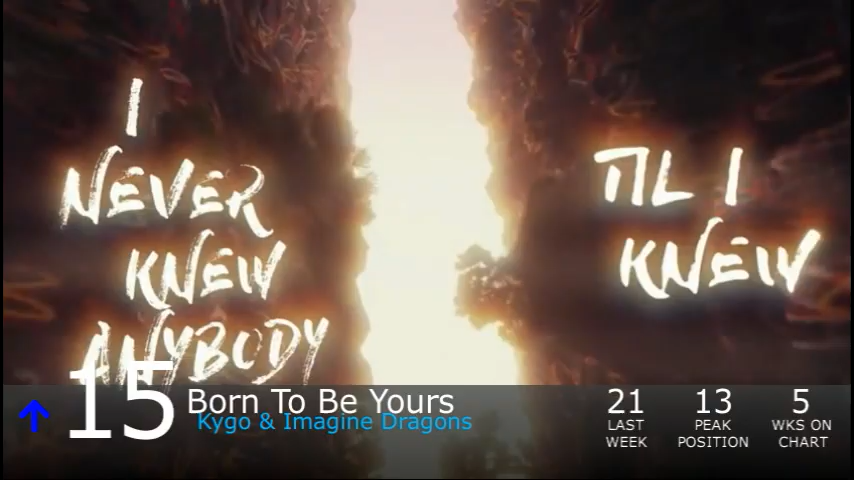 I
NEVER
KNEW
ANYBODY
'TIL I
KNEW
15
Born To Be Yours
Kygo & Imagine Dragons
21
LAST
WEEK
13
PEAK
POSITION
5
WKS ON
CHART